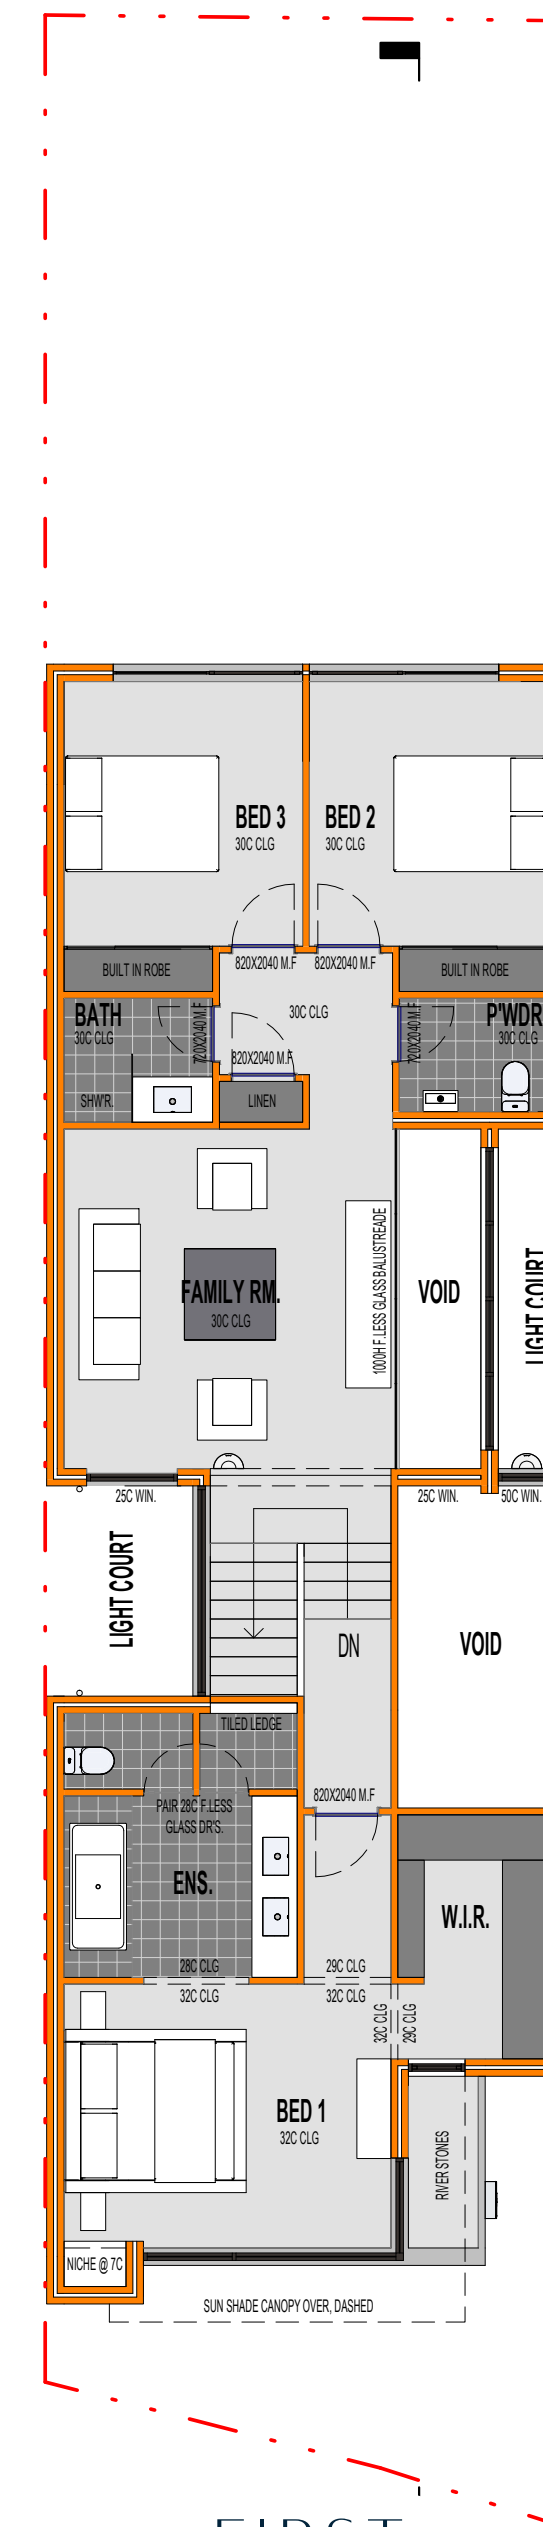 BED 3
30C CLG
BED 2
30C CLG
820X2040 M.F
820X2040 M.F
BUILT IN ROBE
BUILT IN ROBE
BATH
30C CLG
720X2040 M.F
30C CLG
720X2040 M.F
P'WDR
30C CLG
820X2040 M.F
SHW'R.
LINEN
1000H F.LESS GLASS BALUSTREADE
FAMILY RM.
30C CLG
VOID
LIGHT COURT
25C WIN.
25C WIN.
50C WIN.
LIGHT COURT
DN
VOID
TILED LEDGE
820X2040 M.F
PAIR 28C F.LESS
GLASS DR'S.
ENS.
W.I.R.
28C CLG
32C CLG
29C CLG
32C CLG
32C CLG
29C CLG
BED 1
32C CLG
RIVER STONES
NICHE @ 7C
SUN SHADE CANOPY OVER, DASHED
FIRST